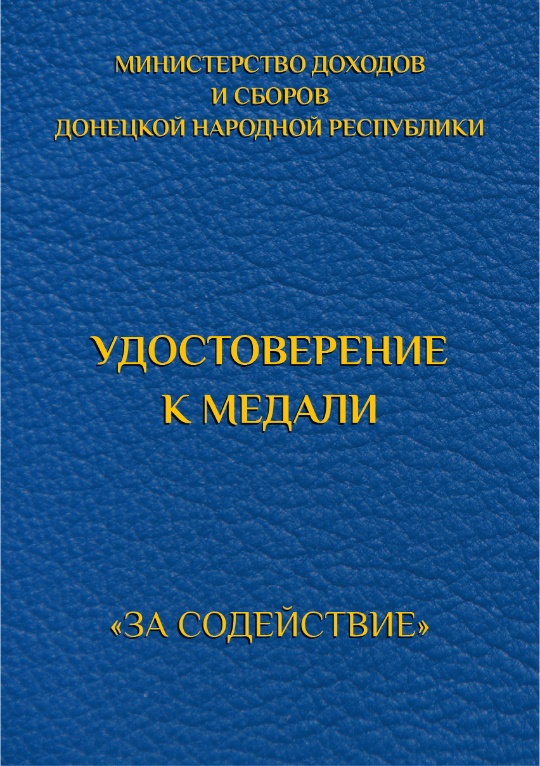 МИНИСТЕРСТВО ДОХОДОВ
И СБОРОВ
ДОНЕЦКОЙ НАРОДНОЙ РЕСПУБЛИКИ
УДОСТОВЕРЕНИЕ
К МЕДАЛИ
«ЗА СОДЕЙСТВИЕ»